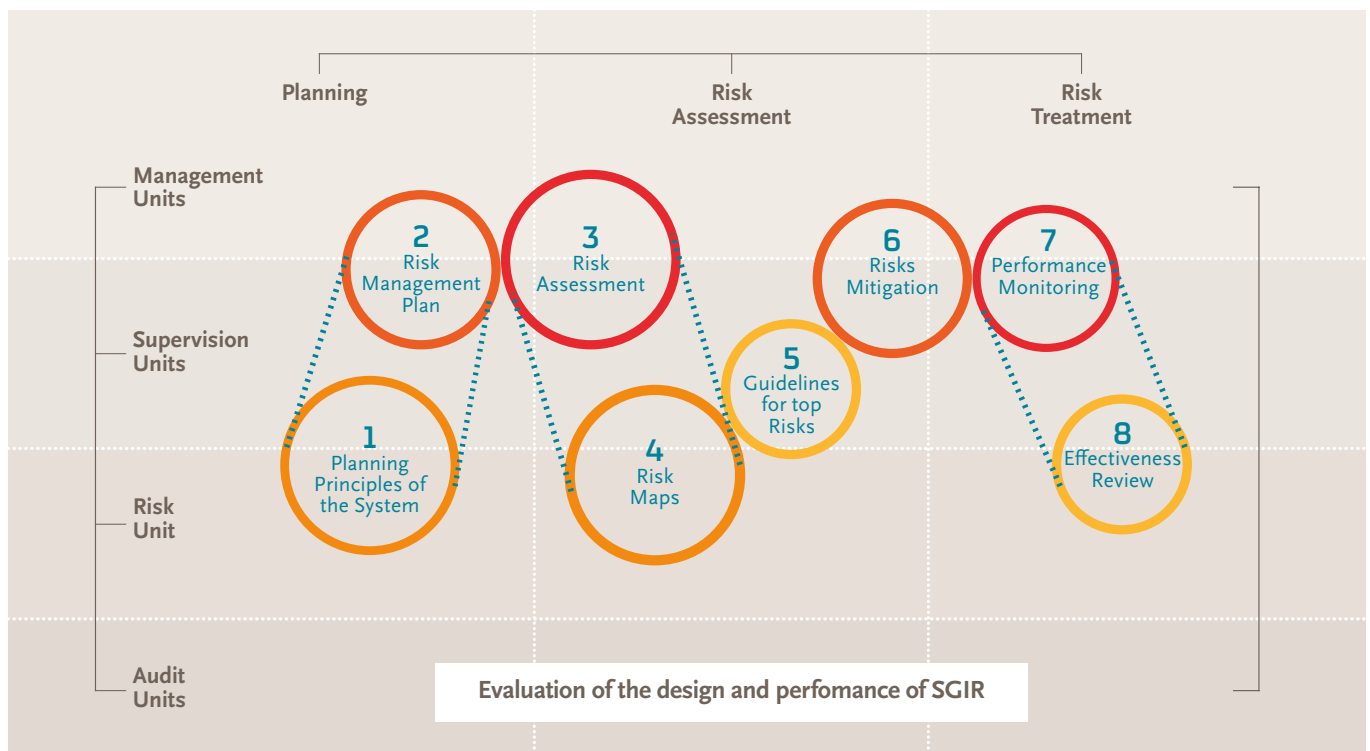 Planning
Risk
Assessment
Risk
Treatment
Management
Units
2
Risk
Management
Plan
3
Risk
Assessment
6
Risks
Mitigation
7
Performance
Monitoring
Supervision
Units
5
Guidelines
for top
Risks
1
Planning
Principles of
the System
4
Risk
Maps
8
Effectiveness
Review
Risk
Unit
Audit
Units
Evaluation of the design and perfomance of SGIR